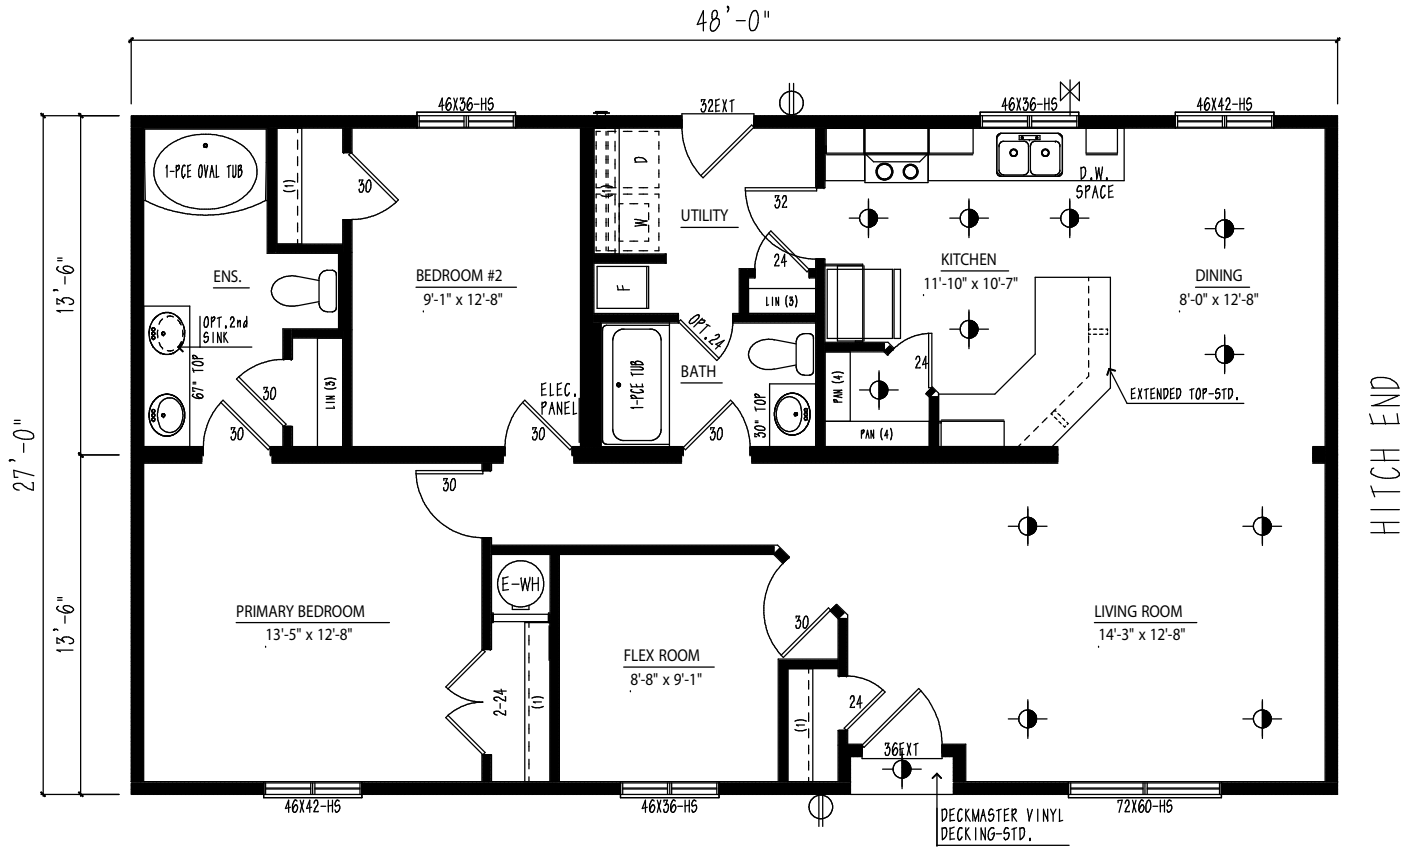 48'-0"
46X36-HS
32EXT
46X36-HS
46X42-HS
1-PCE OVAL TUB
(1)
30
(1)
D
W
UTILITY
32
D.W.
SPACE
13'-6"
ENS.
BEDROOM #2
9'-1" x 12'-8"
F
24
LIN (3)
KITCHEN
11'-10" x 10'-7"
DINING
8'-0" x 12'-8"
OPT.2nd
SINK
67" TOP
30
LIN (3)
30
ELEC.
PANEL
30
OPT.24
BATH
1-PCE TUB
30
30" TOP
24
PAN (4)
PAN (4)
EXTENDED TOP-STD.
27'-0"
HITCH END
30
13'-6"
E-WH
PRIMARY BEDROOM
13'-5" x 12'-8"
2-24
(1)
FLEX ROOM
8'-8" x 9'-1"
30
LIVING ROOM
14'-3" x 12'-8"
24
(1)
36EXT
46X42-HS
46X36-HS
72X60-HS
DECKMASTER VINYL
DECKING-STD.